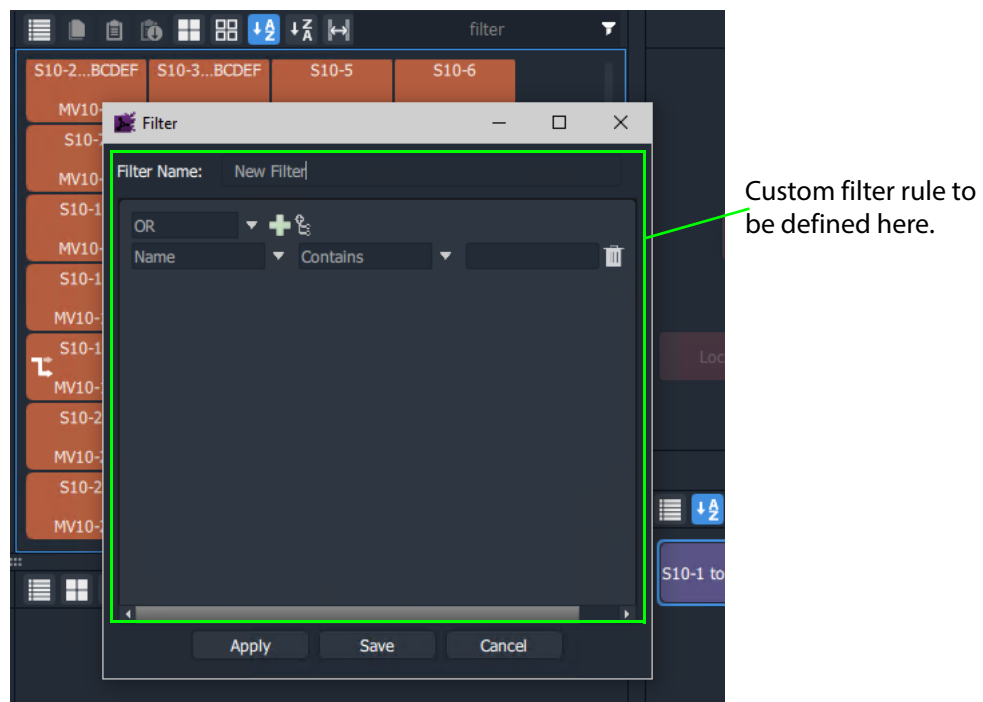 filter
S10-2...BCDEF S10-3...BCDEF S10-5 S10-6
MV10-
Filter
S10-7
Filter Name: New Filter
MV10-
S10-1
OR
MV10-
Name Contains
S10-1
MV10-
S10-1
MV10-
S10-2
MV10-
S10-2
MV10-
Apply Save Cancel
Custom filter rule to
be defined here.
Loc
S10-1 to